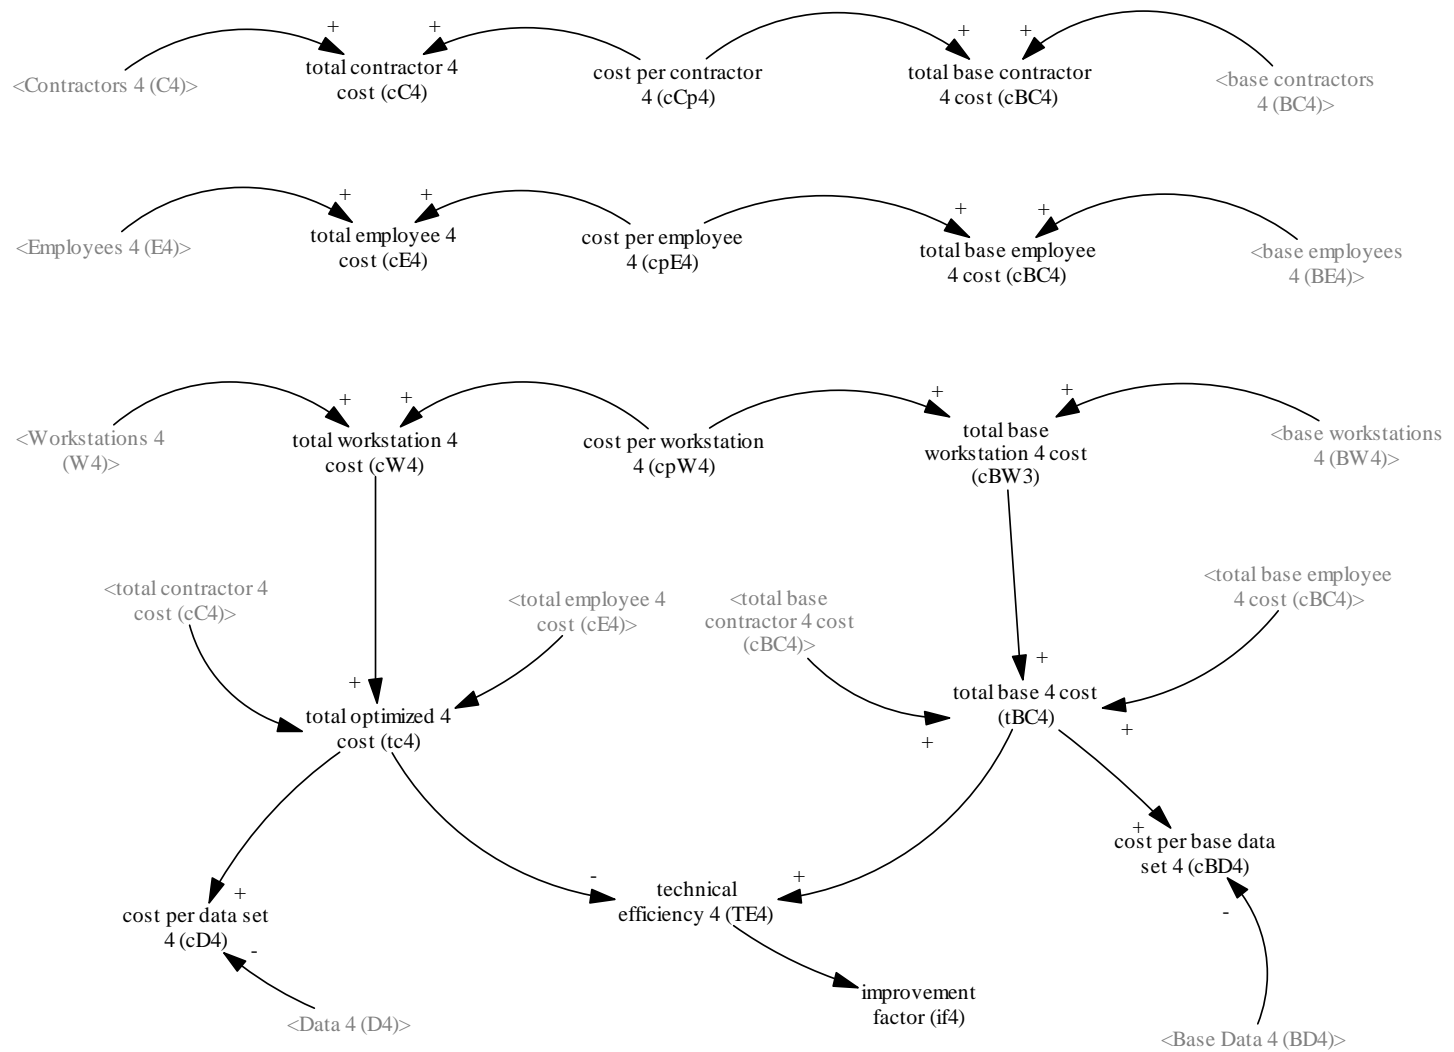 +
+
+
+
<Contractors 4 (C4)>
total contractor 4
cost (cC4)
cost per contractor
4 (cCp4)
total base contractor
4 cost (cBC4)
<base contractors
4 (BC4)>
+
+
+
+
<Employees 4 (E4)>
total employee 4
cost (cE4)
cost per employee
4 (cpE4)
total base employee
4 cost (cBC4)
<base employees
4 (BE4)>
+
+
+
+
<Workstations 4
(W4)>
total workstation 4
cost (cW4)
cost per workstation
4 (cpW4)
total base
workstation 4 cost
(cBW3)
<base workstations
4 (BW4)>
<total contractor 4
cost (cC4)>
<total employee 4
cost (cE4)>
<total base
contractor 4 cost
(cBC4)>
<total base employee
4 cost (cBC4)>
+
+
total optimized 4
cost (tc4)
total base 4 cost
(tBC4)
+
+
+
cost per base data
set 4 (cBD4)
-
+
+
technical
efficiency 4 (TE4)
cost per data set
4 (cD4)
-
-
improvement
factor (if4)
<Data 4 (D4)>
<Base Data 4 (BD4)>